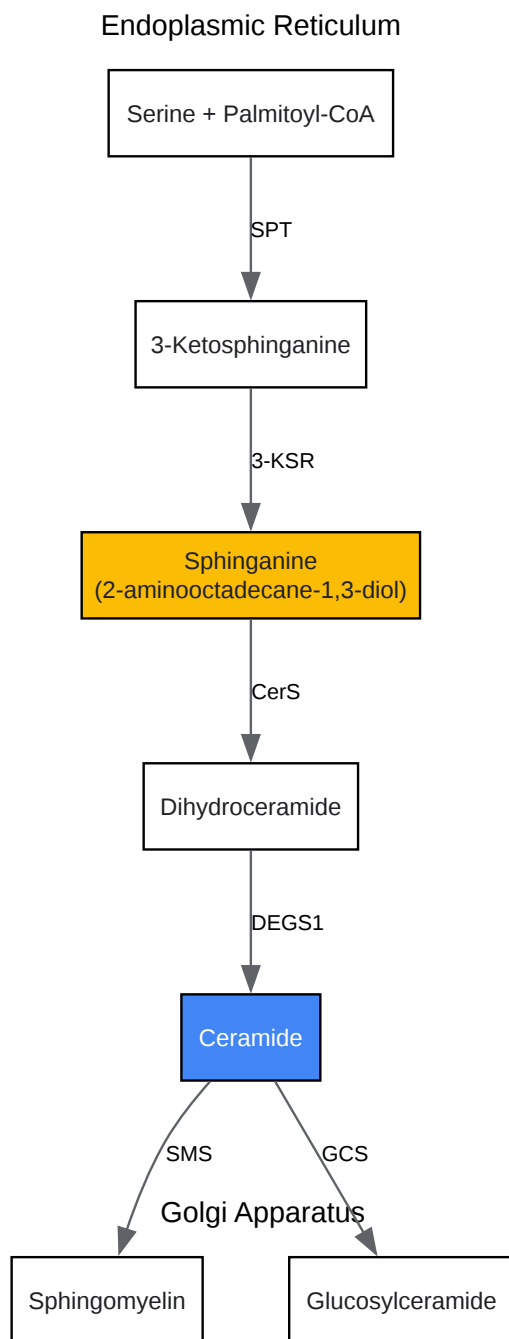 Endoplasmic Reticulum
Serine + Palmitoyl-CoA
SPT
3-Ketosphinganine
3-KSR
Sphinganine
(2-aminooctadecane-1,3-diol)
CerS
Dihydroceramide
DEGS1
Ceramide
SMS
GCS
Golgi Apparatus
Sphingomyelin
Glucosylceramide